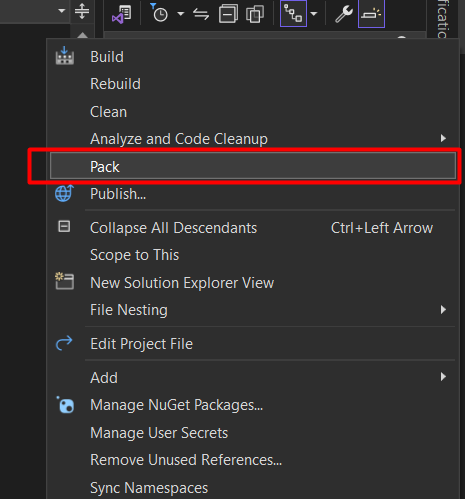 ification
Build
Rebuild
Clean
Analyze and Code Cleanup
Pack
Publish...
Collapse All Descendants Ctrl+Left Arrow
Scope to This
New Solution Explorer View
File Nesting
Edit Project File
Add
Manage NuGet Packages...
Manage User Secrets
Remove Unused References...
Sync Namespaces